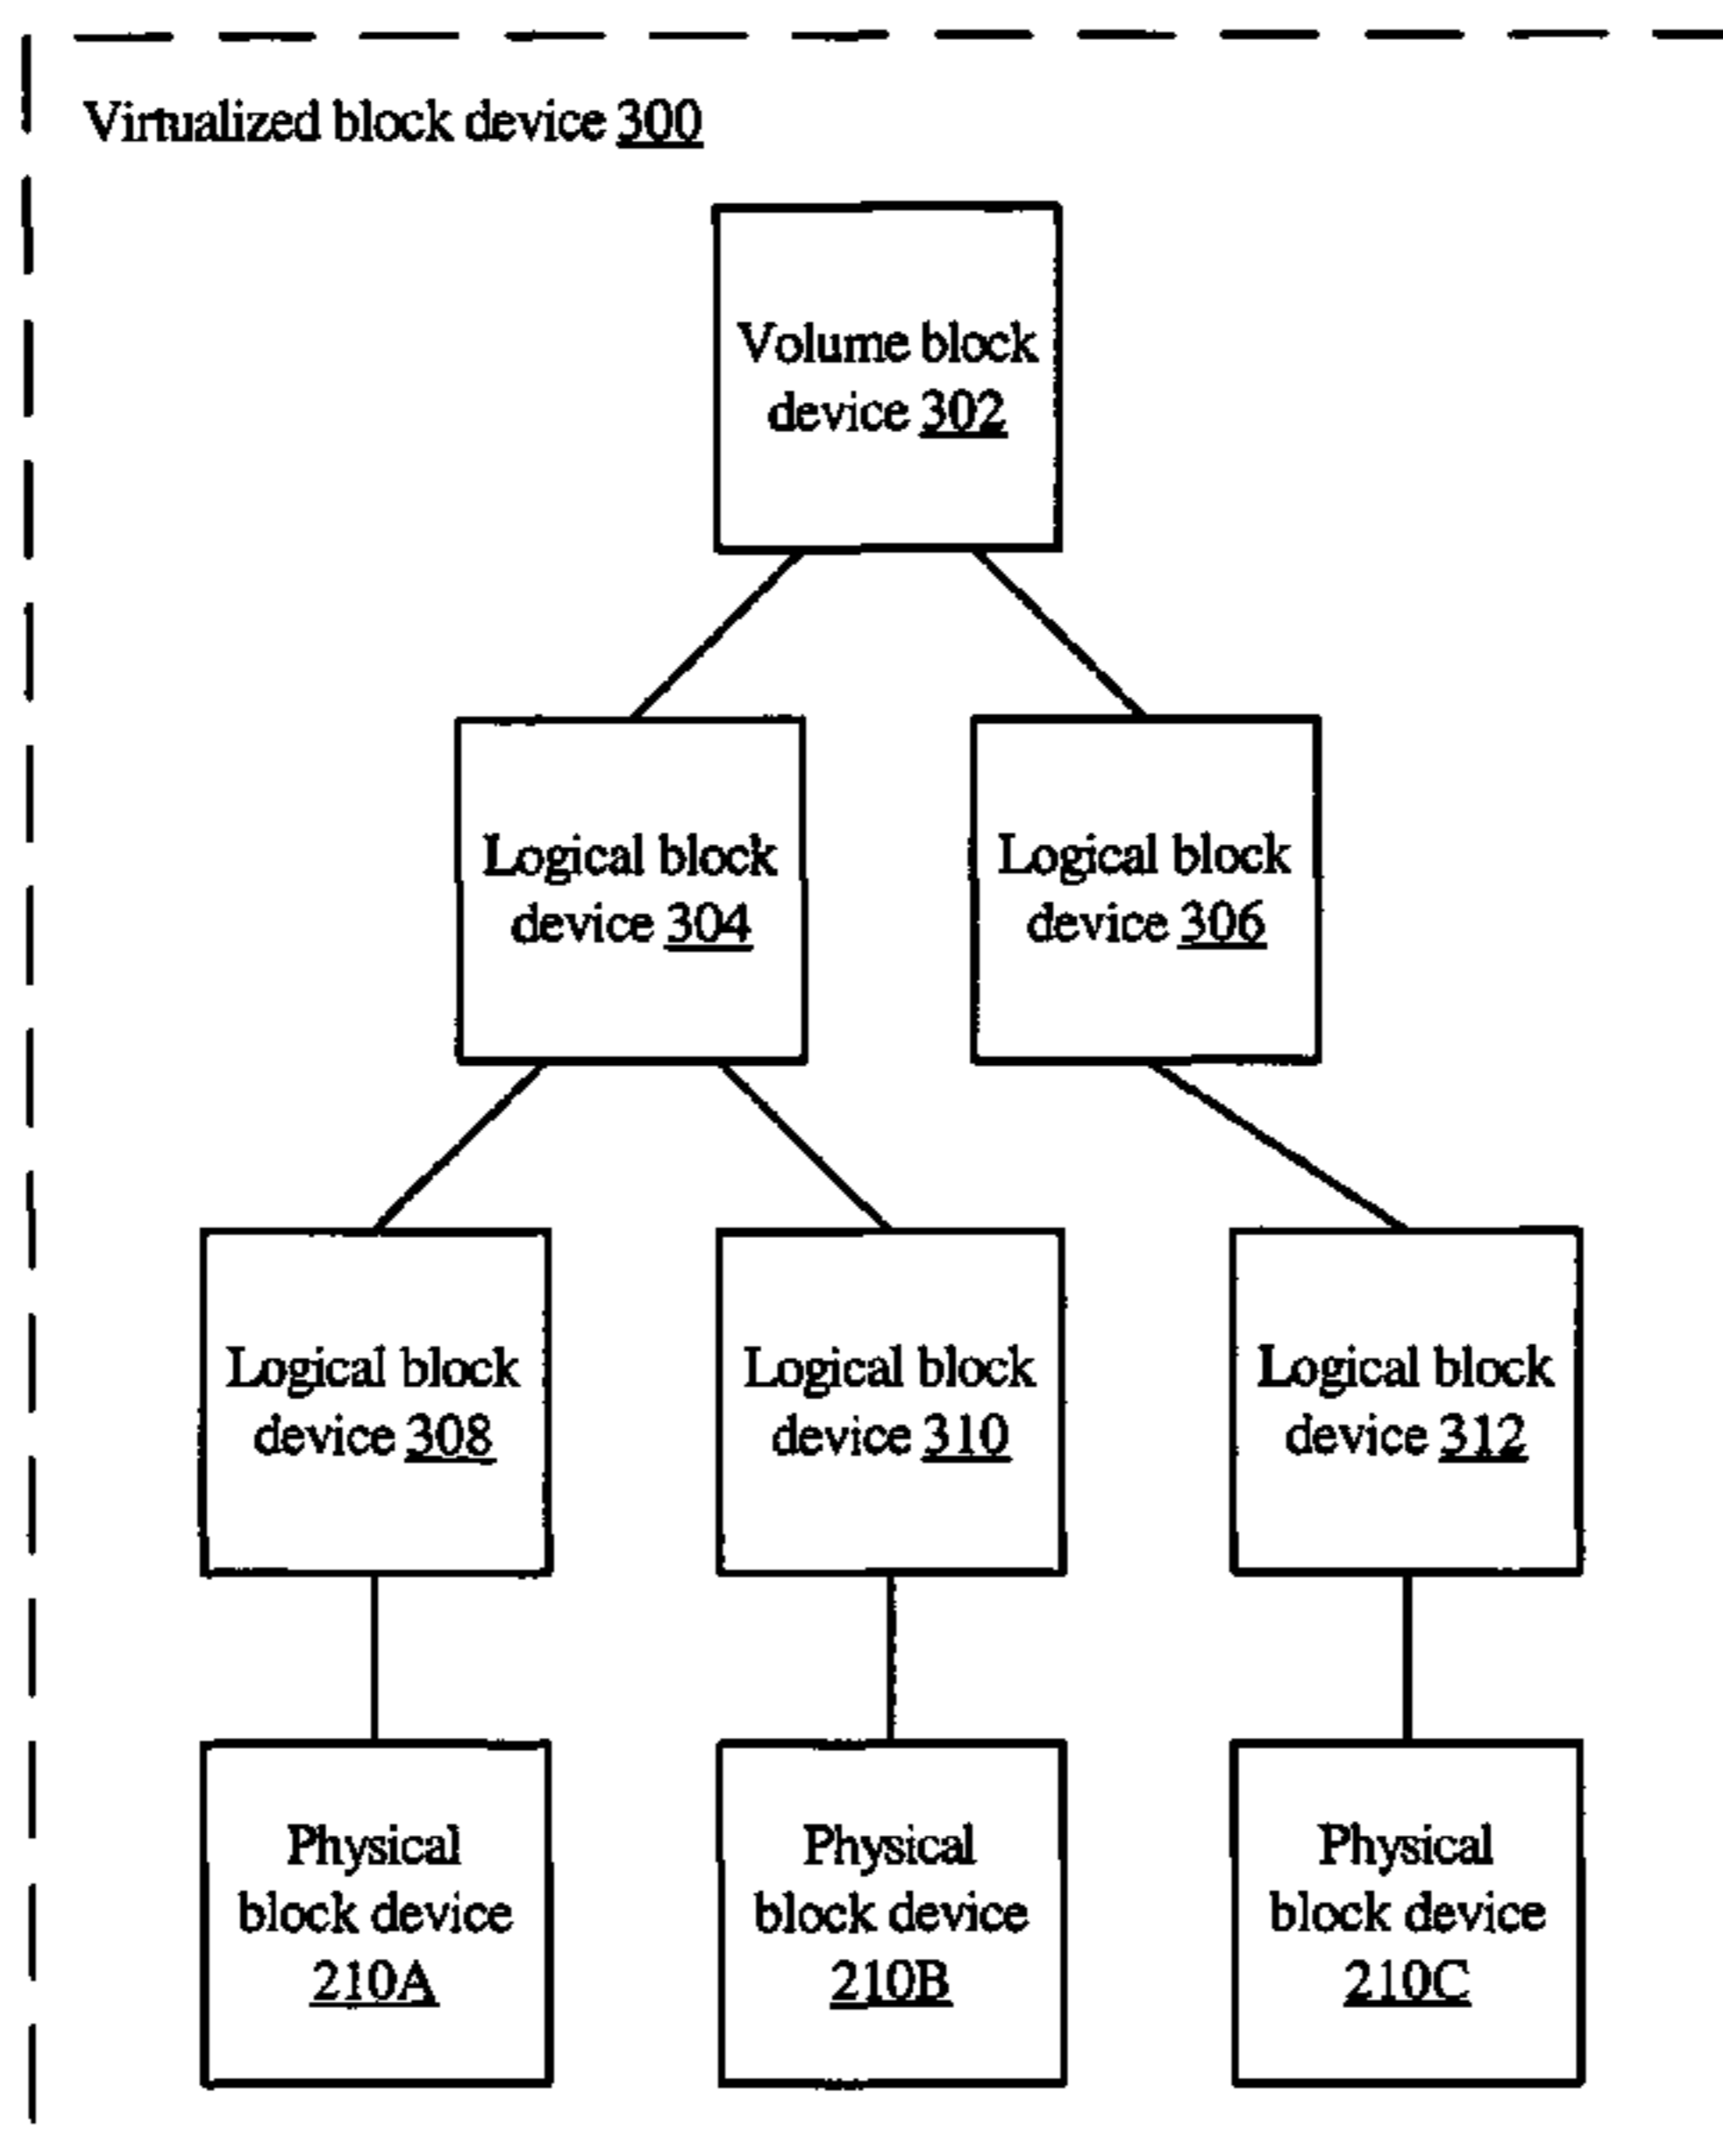 Virtualized block device 300
Volume block
device 302
Logical block
device 304
Logical block
device 306
Logical block
device 308
Logical block
device 310
Logical block
device 312
Physical
block device
210A
Physical
block device
210B
Physical
block device
210C